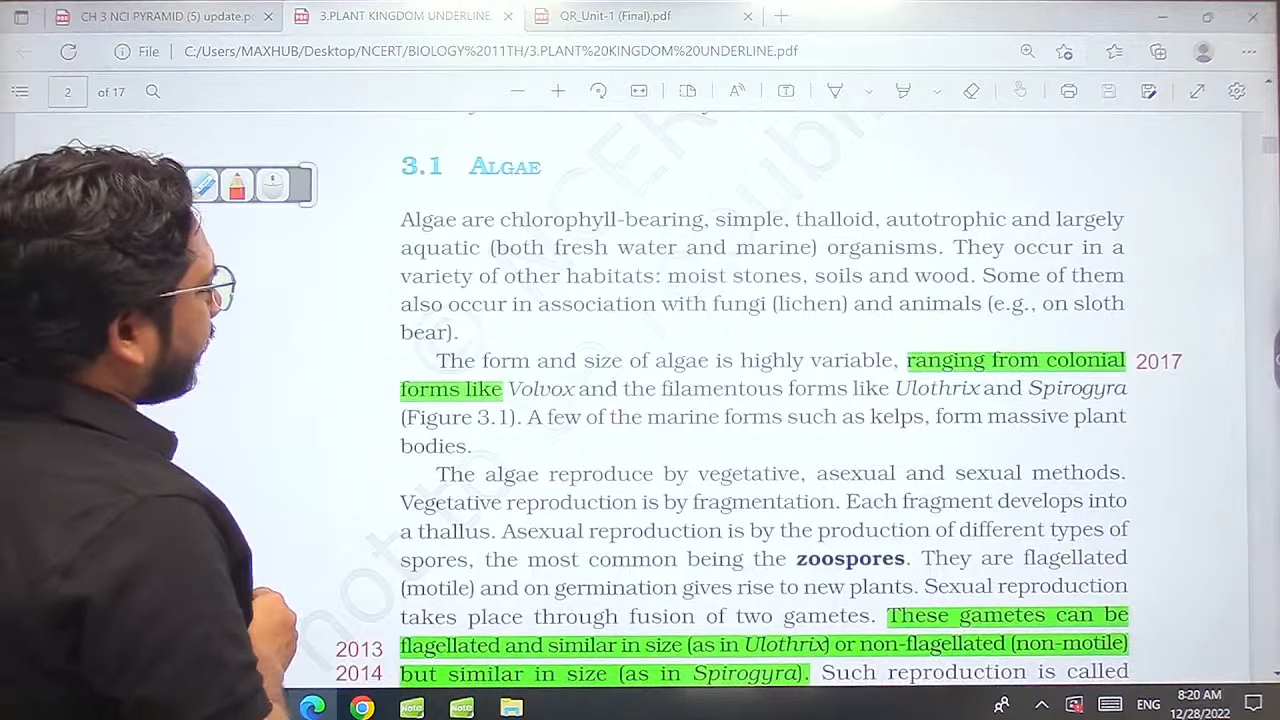 CH 3 NCI PYRAMID (5) update.p
3.PLANT KINGDOM UNDERLINE.
QR_Unit-1 (Final).pdf
File C:/Users/MAXHUB/Desktop/NCERT/BIOLOGY%2011TH/3.PLANT%20KINGDOM%20UNDERLINE.pdf
2 of 17
3.1 ALGAE
Algae are chlorophyll-bearing, simple, thalloid, autotrophic and largely
aquatic (both fresh water and marine) organisms. They occur in a
variety of other habitats: moist stones, soils and wood. Some of them
also occur in association with fungi (lichen) and animals (e.g., on sloth
bear).
The form and size of algae is highly variable, ranging from colonial 2017
forms like Volvox and the filamentous forms like Ulothrix and Spirogyra
(Figure 3.1). A few of the marine forms such as kelps, form massive plant
bodies.
The algae reproduce by vegetative, asexual and sexual methods.
Vegetative reproduction is by fragmentation. Each fragment develops into
a thallus. Asexual reproduction is by the production of different types of
spores, the most common being the zoospores. They are flagellated
(motile) and on germination gives rise to new plants. Sexual reproduction
takes place through fusion of two gametes. These gametes can be
2013 flagellated and similar in size (as in Ulothrix) or non-flagellated (non-motile)
2014 but similar in size (as in Spirogyra). Such reproduction is called
Note
Note
ENG
8:20 AM
12/28/2022